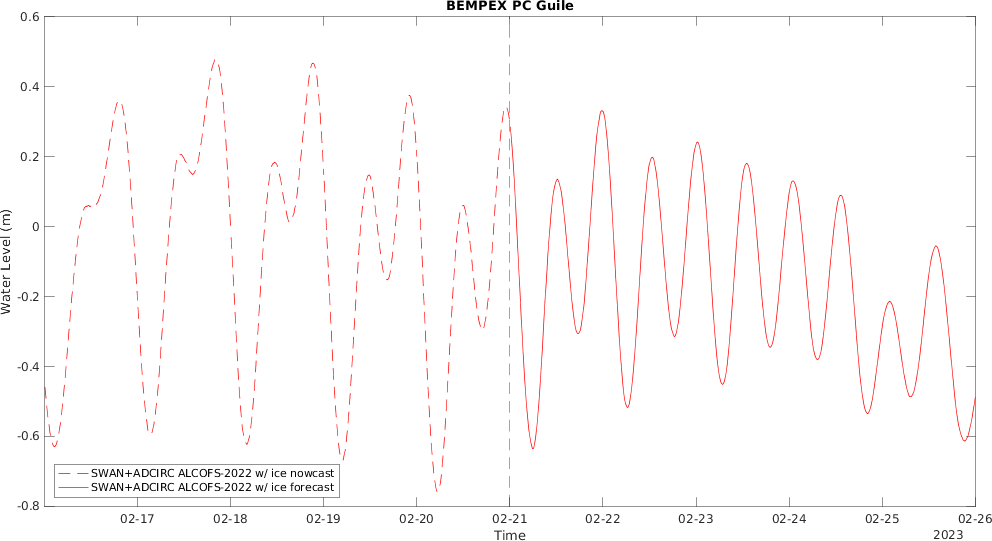 BEMPEX PC Guile
0.6
0.4
0.2
0
-0.2
-0.4
-0.6
-0.8
Water Level (m)
SWAN+ADCIRC ALCOFS-2022 w/ ice nowcast
SWAN+ADCIRC ALCOFS-2022 w/ ice forecast
02-17 02-18 02-19 02-20 02-21 02-22 02-23 02-24 02-25 02-26
Time
2023